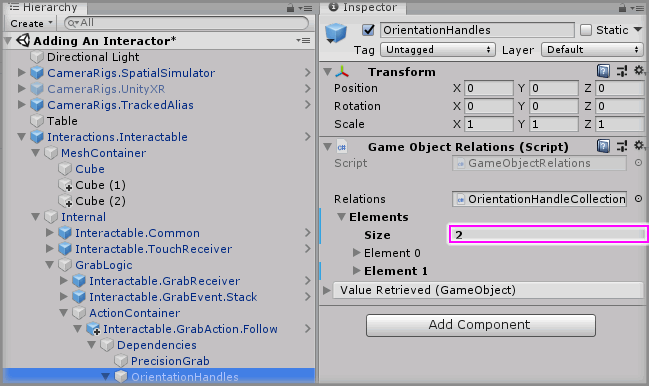 Hierarchy
Create
All
Adding An Interactor*
Directional Light
CameraRigs.SpatialSimulator
CameraRigs.UnityXR
CameraRigs.TrackedAlias
Table
Interactions.Interactable
MeshContainer
Cube
Cube (1)
Cube (2)
Internal
Interactable.Common
Interactable.TouchReceiver
GrabLogic
Interactable.GrabReceiver
Interactable.GrabEvent.Stack
ActionContainer
Interactable.GrabAction.Follow
Dependencies
PrecisionGrab
OrientationHandles
Inspector
OrientationHandles Static
Tag Untagged Layer Default
Transform
Position X 0 Y 0 Z 0
Rotation X 0 Y 0 Z 0
Scale X 1 Y 1 Z 1
Game Object Relations (Script)
Script GameObjectRelations
Relations OrientationHandleCollection
Elements
Size 2
Element 0
Element 1
Value Retrieved (GameObject)
Add Component